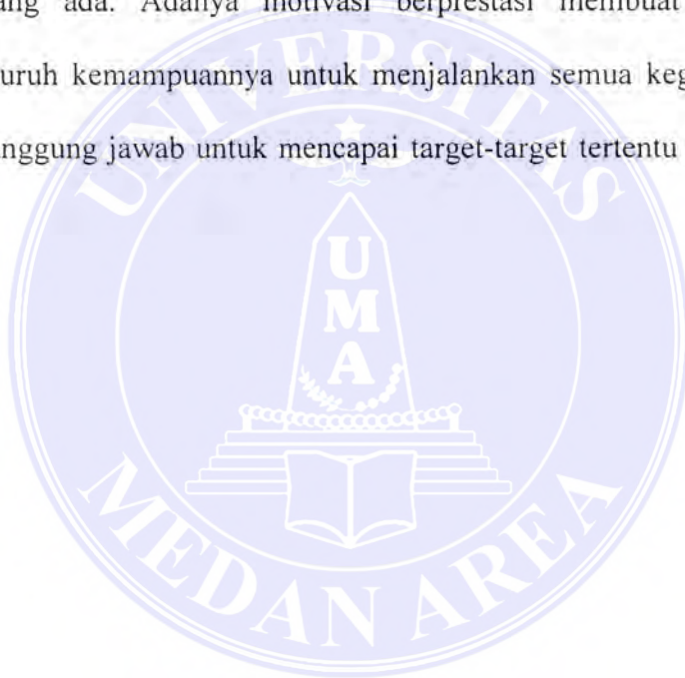 ang ada. Adanya motivasi berprestasi membuat
uruh kemampuannya untuk menjalankan semua keg
nggung jawab untuk mencapai target-target tertentu
UNIVERSITAS
U
M
A
MEDAN AREA